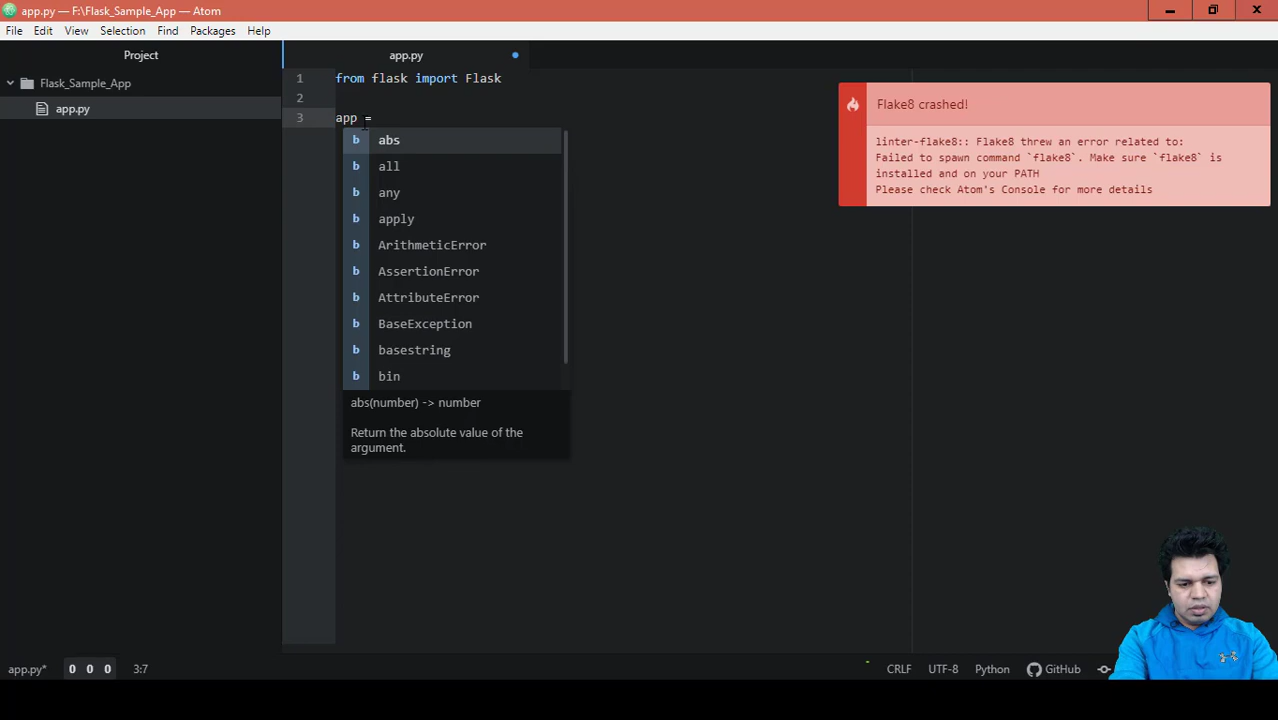 app.py — F:\Flask_Sample_App — Atom
File Edit View Selection Find Packages Help
Project
app.py
Flask_Sample_App
app.py
1 from flask import Flask
2
3 app =
b abs
b all
b any
b apply
b ArithmeticError
b AssertionError
b AttributeError
b BaseException
b basestring
b bin
abs(number) -> number
Return the absolute value of the
argument.
Flake8 crashed!
linter-flake8:: Flake8 threw an error related to:
Failed to spawn command `flake8`. Make sure `flake8` is
installed and on your PATH
Please check Atom's Console for more details
app.py* 0 0 0 3:7 CRLF UTF-8 Python GitHub